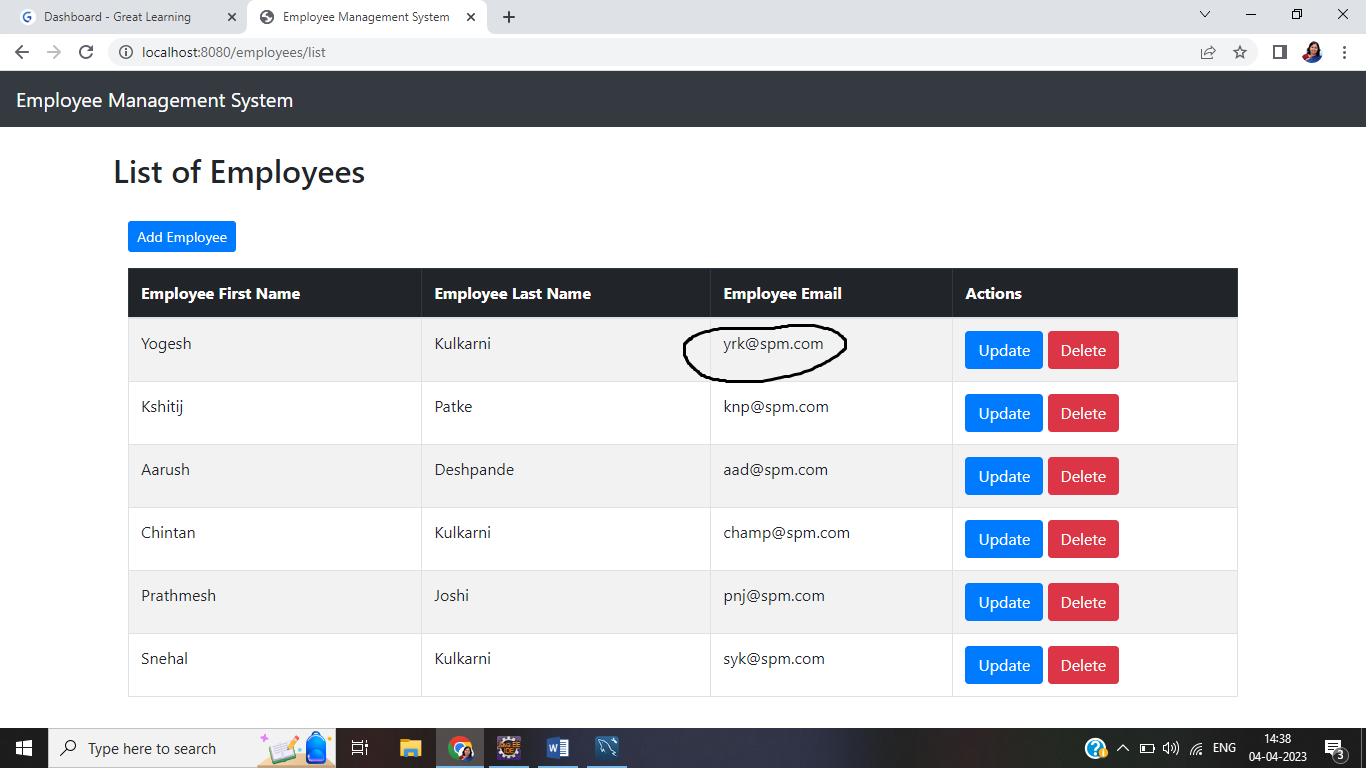 Dashboard - Great Learning
Employee Management System
localhost:8080/employees/list
Employee Management System
List of Employees
Add Employee
Employee First Name Employee Last Name Employee Email Actions
Yogesh Kulkarni yrk@spm.com Update Delete
Kshitij Patke knp@spm.com Update Delete
Aarush Deshpande aad@spm.com Update Delete
Chintan Kulkarni champ@spm.com Update Delete
Prathmesh Joshi pnj@spm.com Update Delete
Snehal Kulkarni syk@spm.com Update Delete
Type here to search
ENG
14:38
04-04-2023
3